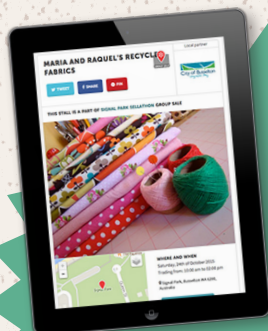 MARIA AND RAQUEL'S RECYCLED
FABRICS
Local partner
City of Busselton
TWEET
SHARE
PIN
THIS STALL IS A PART OF SIGNAL PARK SELLATHON GROUP SALE
WHERE AND WHEN
Saturday, 24th of October 2015
Trading from: 10:00 am to 02:00 pm
Signal Park, Busselton WA 6280,
Australia